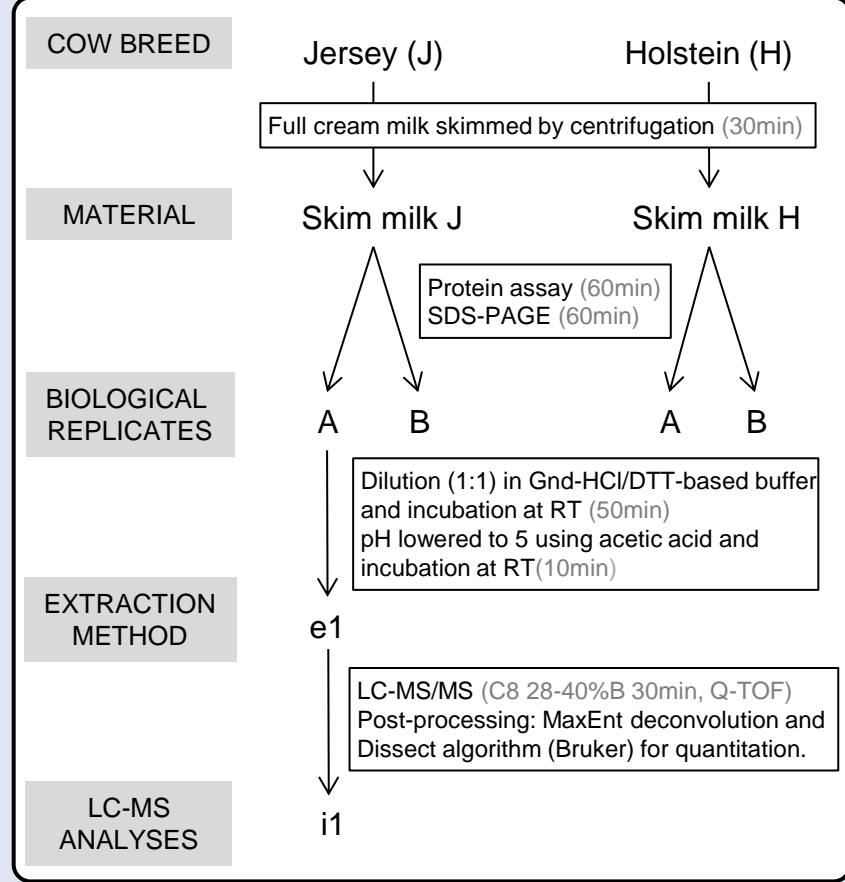 COW BREED
Jersey (J)
Holstein (H)
Full cream milk skimmed by centrifugation (30min)
MATERIAL
Skim milk J
Skim milk H
Protein assay (60min)
SDS-PAGE (60min)
BIOLOGICAL
REPLICATES
A
B
A
B
Dilution (1:1) in Gnd-HCl/DTT-based buffer
and incubation at RT (50min)
pH lowered to 5 using acetic acid and
incubation at RT(10min)
EXTRACTION
METHOD
e1
LC-MS/MS (C8 28-40%B 30min, Q-TOF)
Post-processing: MaxEnt deconvolution and
Dissect algorithm (Bruker) for quantitation.
LC-MS
ANALYSES
i1